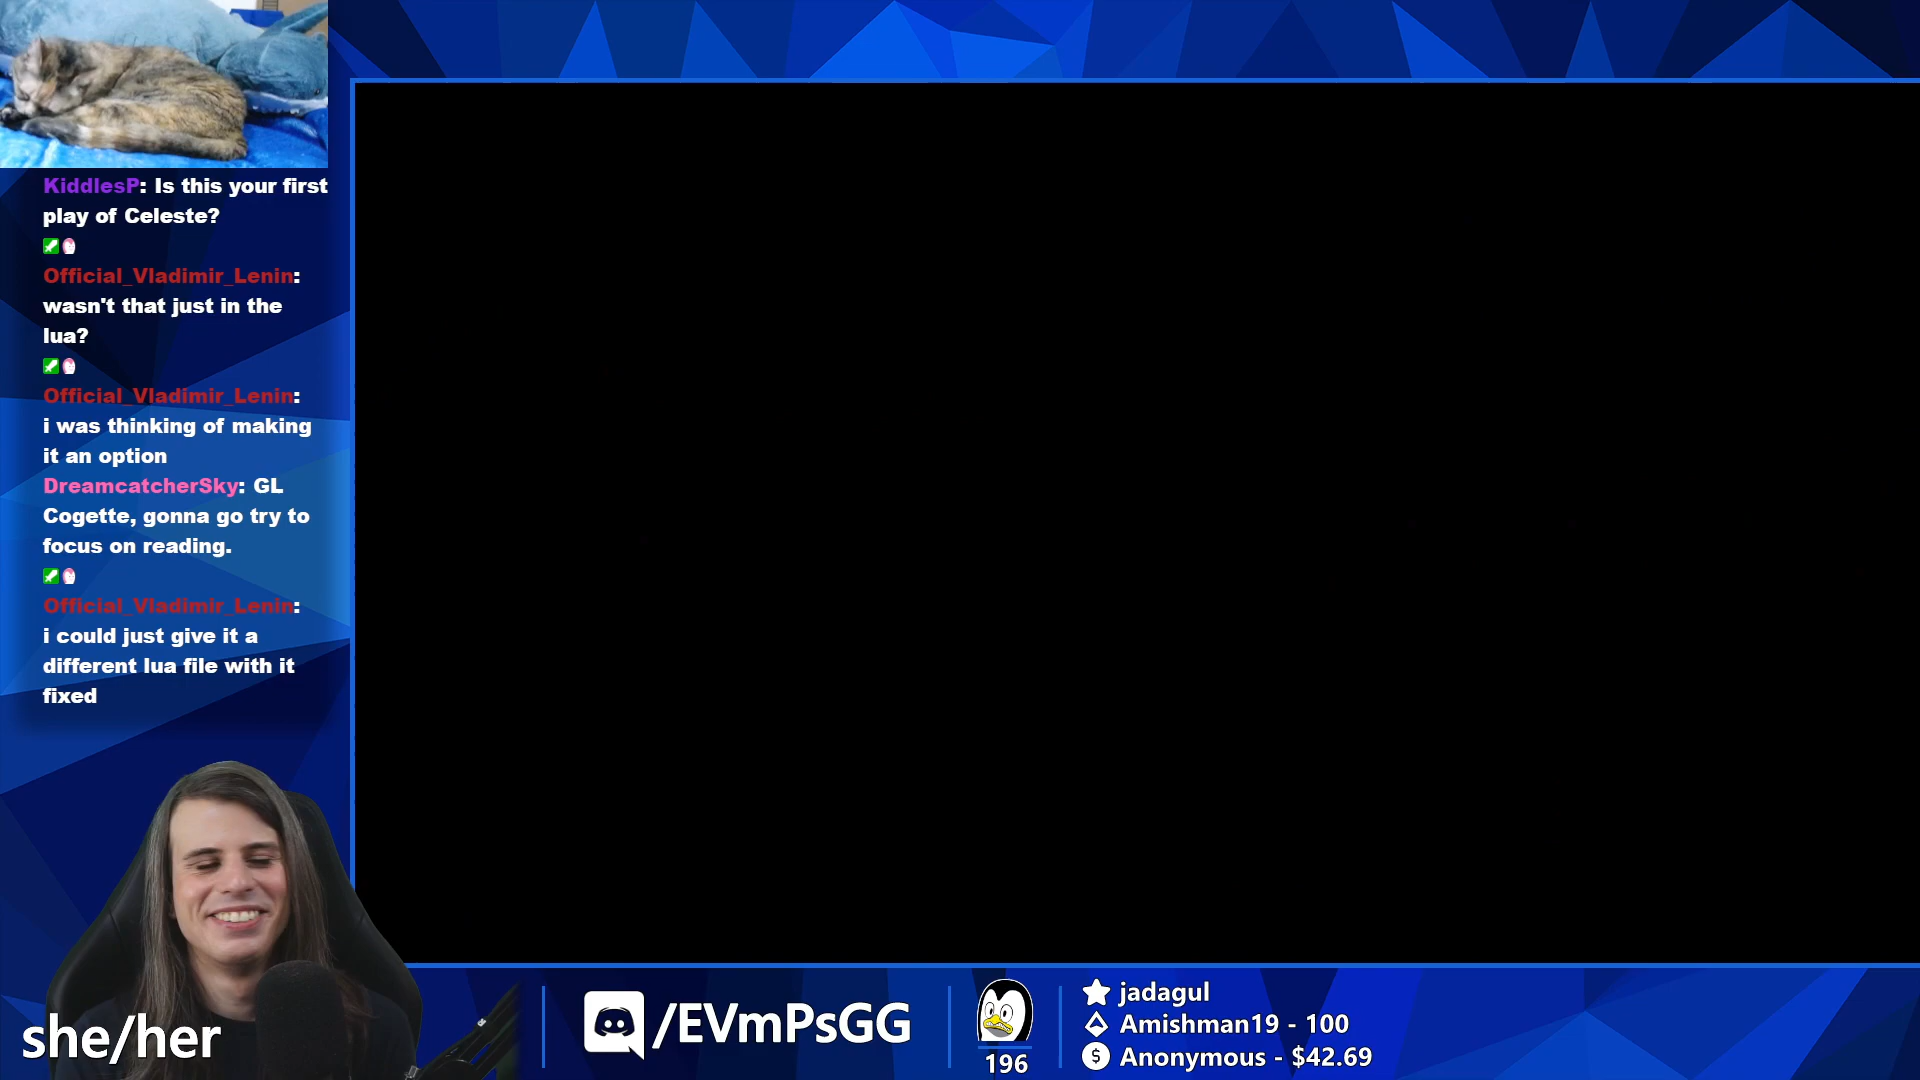 KiddlesP: Is this your first
play of Celeste?
Official_Vladimir_Lenin:
wasn't that just in the
lua?
Official_Vladimir_Lenin:
i was thinking of making
it an option
DreamcatcherSky: GL
Cogette, gonna go try to
focus on reading.
Official_Vladimir_Lenin:
i could just give it a
different lua file with it
fixed
she/her
/EVmPsGG
196
jadagul
Amishman19 - 100
Anonymous - $42.69